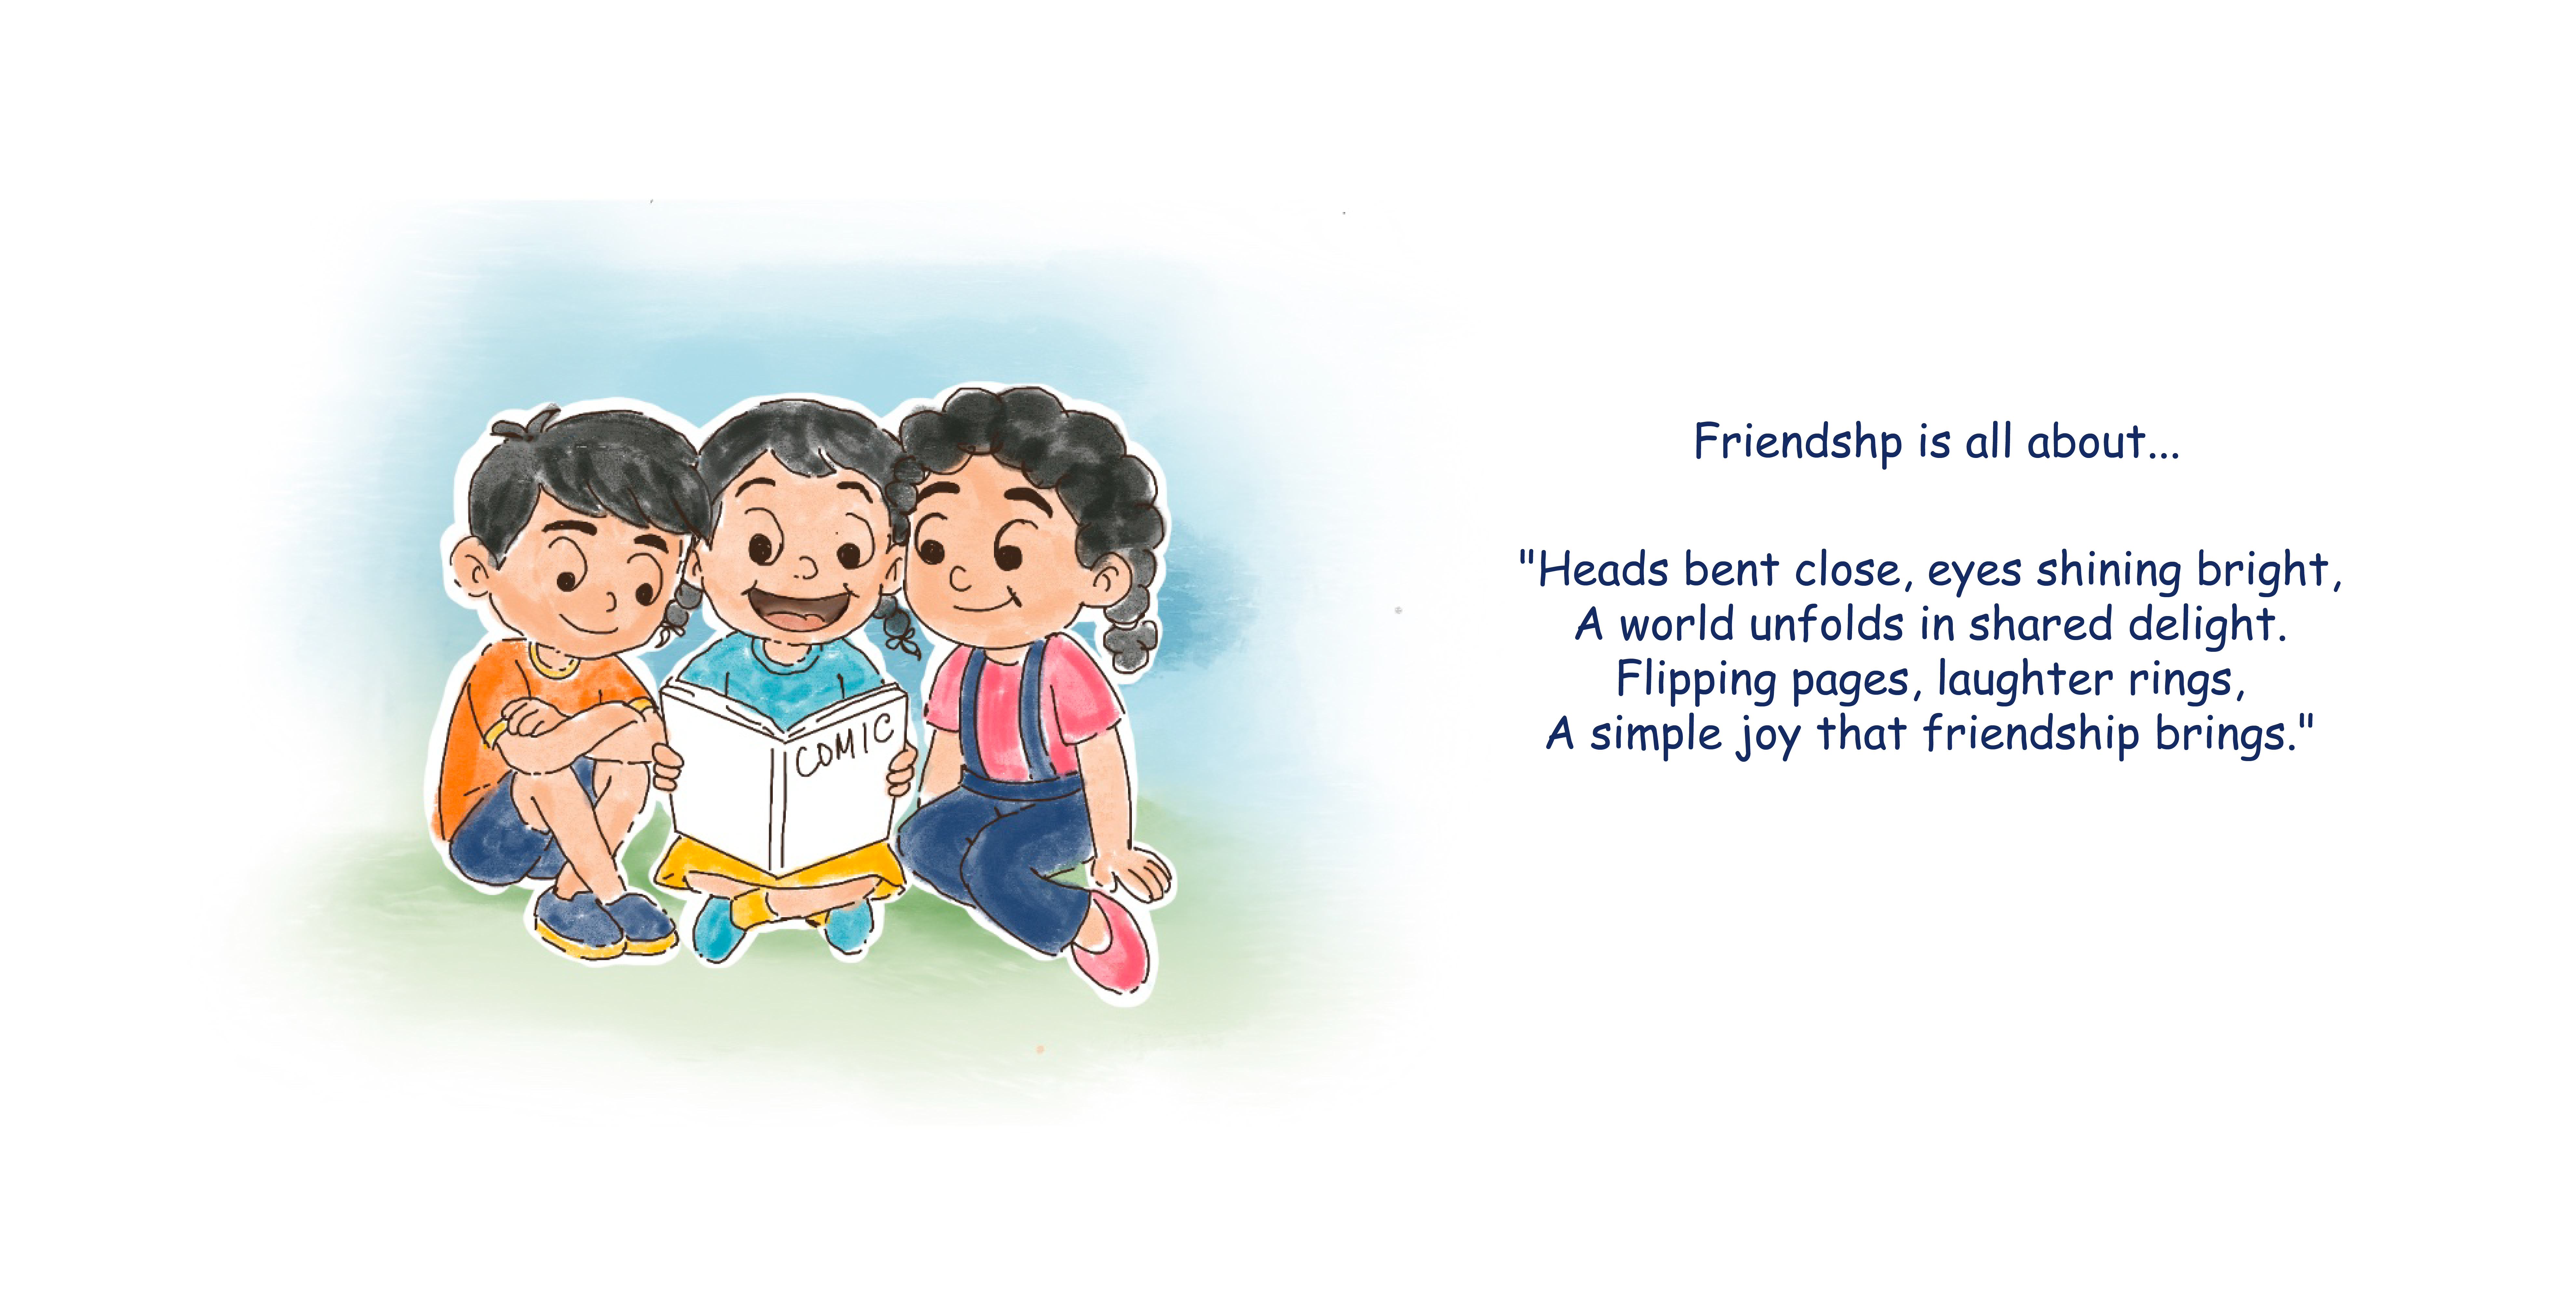 COMIC
Friendshp is all about...
"Heads bent close, eyes shining bright,
A world unfolds in shared delight.
Flipping pages, laughter rings,
A simple joy that friendship brings."